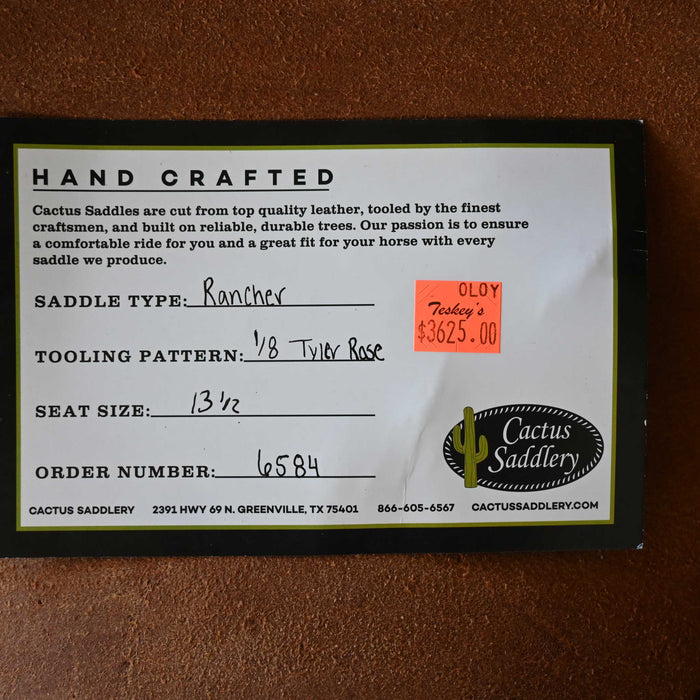 HAND CRAFTED
Cactus Saddles are cut from top quality leather, tooled by the finest
craftsmen, and built on reliable, durable trees. Our passion is to ensure
a comfortable ride for you and a great fit for your horse with every
saddle we produce.
SADDLE TYPE: Rancher
OLOY
Teskey's
$3625.00
TOOLING PATTERN: 1/8 Tyler Rose
SEAT SIZE: 13 1/2
Cactus
Saddlery
ORDER NUMBER: 6584
CACTUS SADDLERY 2391 HWY 69 N. GREENVILLE, TX 75401 866-605-6567 CACTUSSADDLERY.COM